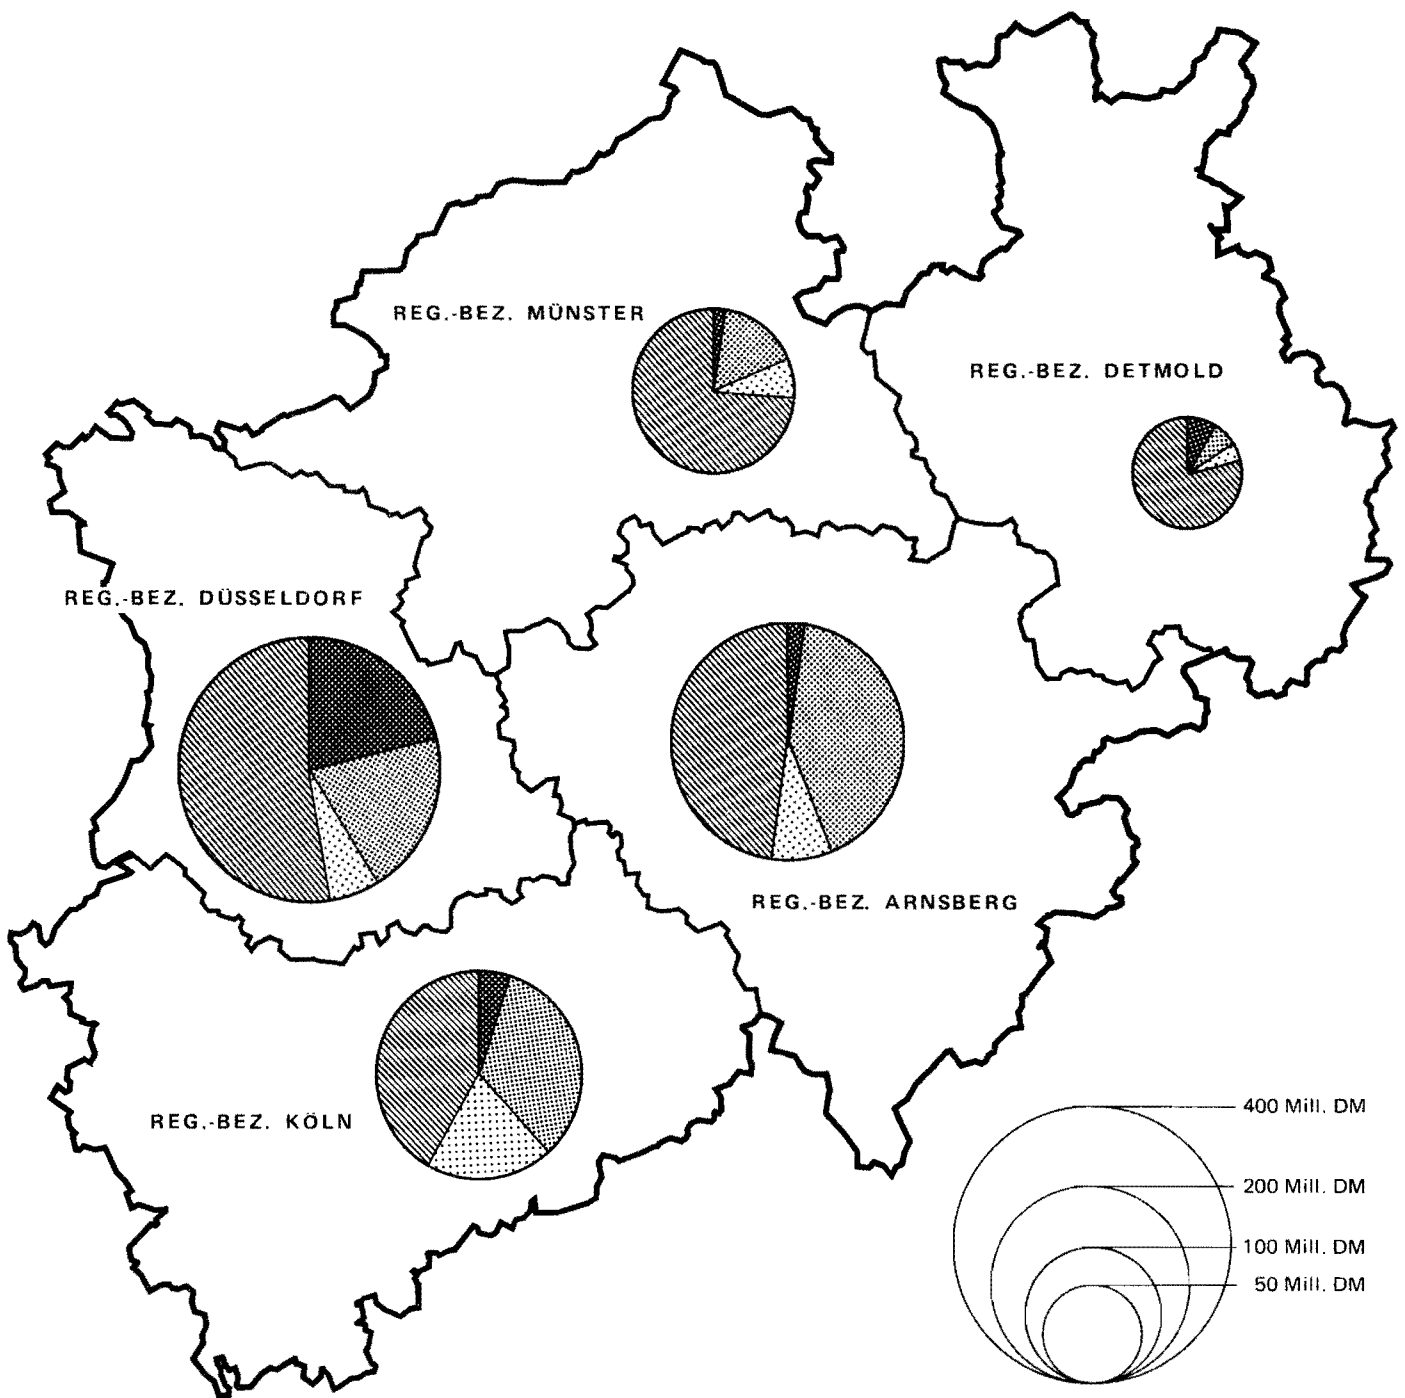 REG.-BEZ. MÜNSTER
REG.-BEZ. DETMOLD
REG.-BEZ. DÜSSELDORF
REG.-BEZ. ARNSBERG
REG.-BEZ. KÖLN
400 Mill. DM
200 Mill. DM
100 Mill. DM
50 Mill. DM